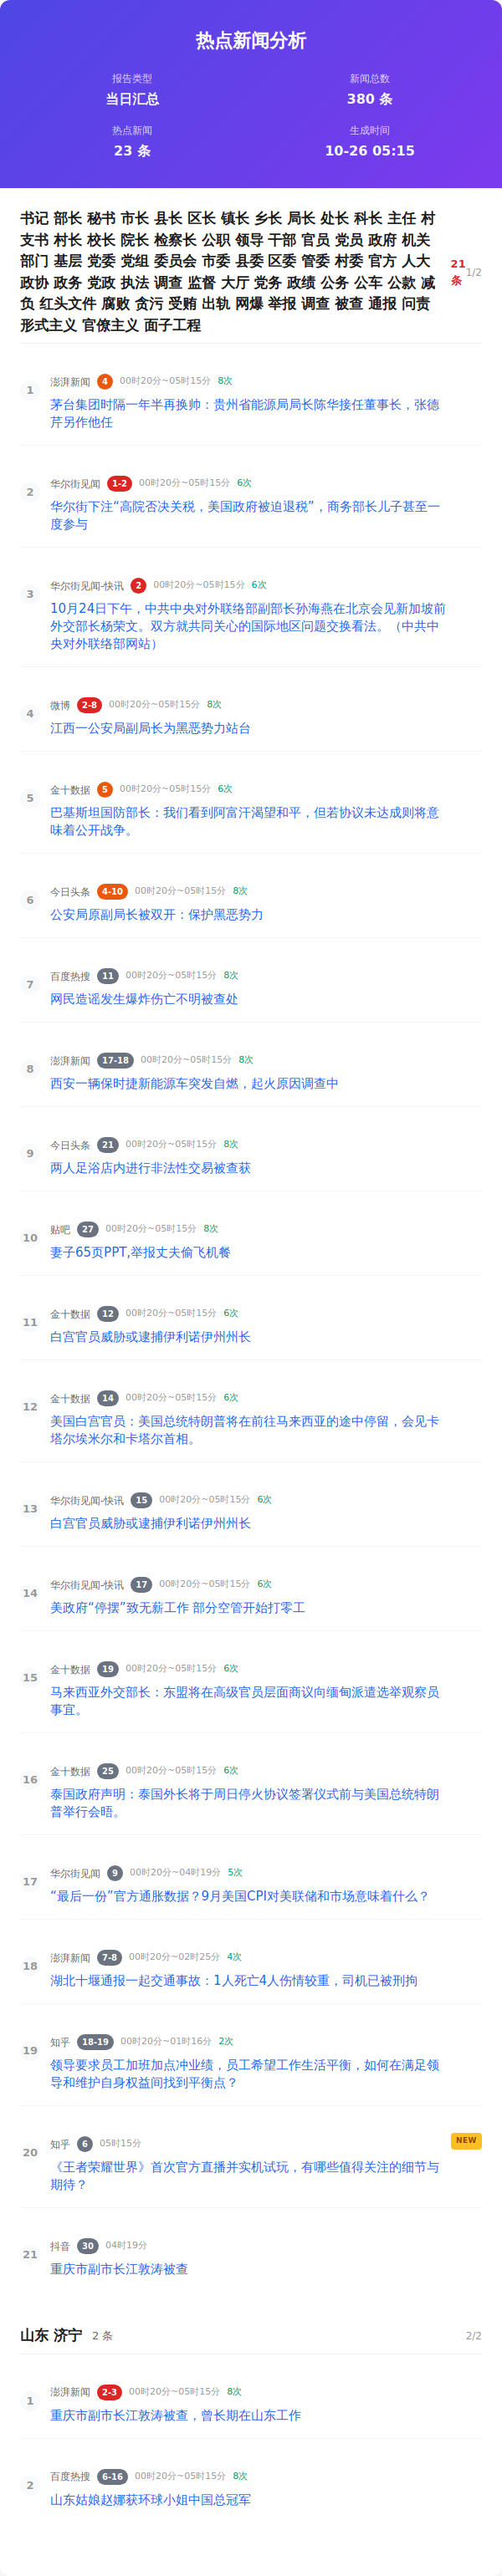 热点新闻分析
报告类型
当日汇总
新闻总数
380 条
热点新闻
23 条
生成时间
10-26 05:15
书记 部长 秘书 市长 县长 区长 镇长 乡长 局长 处长 科长 主任 村
支书 村长 校长 院长 检察长 公职 领导 干部 官员 党员 政府 机关
部门 基层 党委 党组 委员会 市委 县委 区委 管委 村委 官方 人大
政协 政务 党政 执法 调查 监督 大厅 党务 政绩 公务 公车 公款 减
负 红头文件 腐败 贪污 受贿 出轨 网爆 举报 调查 被查 通报 问责
形式主义 官僚主义 面子工程
21
条
1/2
1
澎湃新闻 4 00时20分~05时15分 8次
茅台集团时隔一年半再换帅：贵州省能源局局长陈华接任董事长，张德
芹另作他任
2
华尔街见闻 1-2 00时20分~05时15分 6次
华尔街下注“高院否决关税，美国政府被迫退税”，商务部长儿子甚至一
度参与
3
华尔街见闻-快讯 2 00时20分~05时15分 6次
10月24日下午，中共中央对外联络部副部长孙海燕在北京会见新加坡前
外交部长杨荣文。双方就共同关心的国际地区问题交换看法。（中共中
央对外联络部网站）
4
微博 2-8 00时20分~05时15分 8次
江西一公安局副局长为黑恶势力站台
5
金十数据 5 00时20分~05时15分 6次
巴基斯坦国防部长：我们看到阿富汗渴望和平，但若协议未达成则将意
味着公开战争。
6
今日头条 4-10 00时20分~05时15分 8次
公安局原副局长被双开：保护黑恶势力
7
百度热搜 11 00时20分~05时15分 8次
网民造谣发生爆炸伤亡不明被查处
8
澎湃新闻 17-18 00时20分~05时15分 8次
西安一辆保时捷新能源车突发自燃，起火原因调查中
9
今日头条 21 00时20分~05时15分 8次
两人足浴店内进行非法性交易被查获
10
贴吧 27 00时20分~05时15分 8次
妻子65页PPT,举报丈夫偷飞机餐
11
金十数据 12 00时20分~05时15分 6次
白宫官员威胁或逮捕伊利诺伊州州长
12
金十数据 14 00时20分~05时15分 6次
美国白宫官员：美国总统特朗普将在前往马来西亚的途中停留，会见卡
塔尔埃米尔和卡塔尔首相。
13
华尔街见闻-快讯 15 00时20分~05时15分 6次
白宫官员威胁或逮捕伊利诺伊州州长
14
华尔街见闻-快讯 17 00时20分~05时15分 6次
美政府“停摆”致无薪工作 部分空管开始打零工
15
金十数据 19 00时20分~05时15分 6次
马来西亚外交部长：东盟将在高级官员层面商议向缅甸派遣选举观察员
事宜。
16
金十数据 25 00时20分~05时15分 6次
泰国政府声明：泰国外长将于周日停火协议签署仪式前与美国总统特朗
普举行会晤。
17
华尔街见闻 9 00时20分~04时19分 5次
“最后一份”官方通胀数据？9月美国CPI对美联储和市场意味着什么？
18
澎湃新闻 7-8 00时20分~02时25分 4次
湖北十堰通报一起交通事故：1人死亡4人伤情较重，司机已被刑拘
19
知乎 18-19 00时20分~01时16分 2次
领导要求员工加班加点冲业绩，员工希望工作生活平衡，如何在满足领
导和维护自身权益间找到平衡点？
20
知乎 6 05时15分
NEW
《王者荣耀世界》首次官方直播并实机试玩，有哪些值得关注的细节与
期待？
21
抖音 30 04时19分
重庆市副市长江敦涛被查
山东 济宁 2 条
2/2
1
澎湃新闻 2-3 00时20分~05时15分 8次
重庆市副市长江敦涛被查，曾长期在山东工作
2
百度热搜 6-16 00时20分~05时15分 8次
山东姑娘赵娜获环球小姐中国总冠军